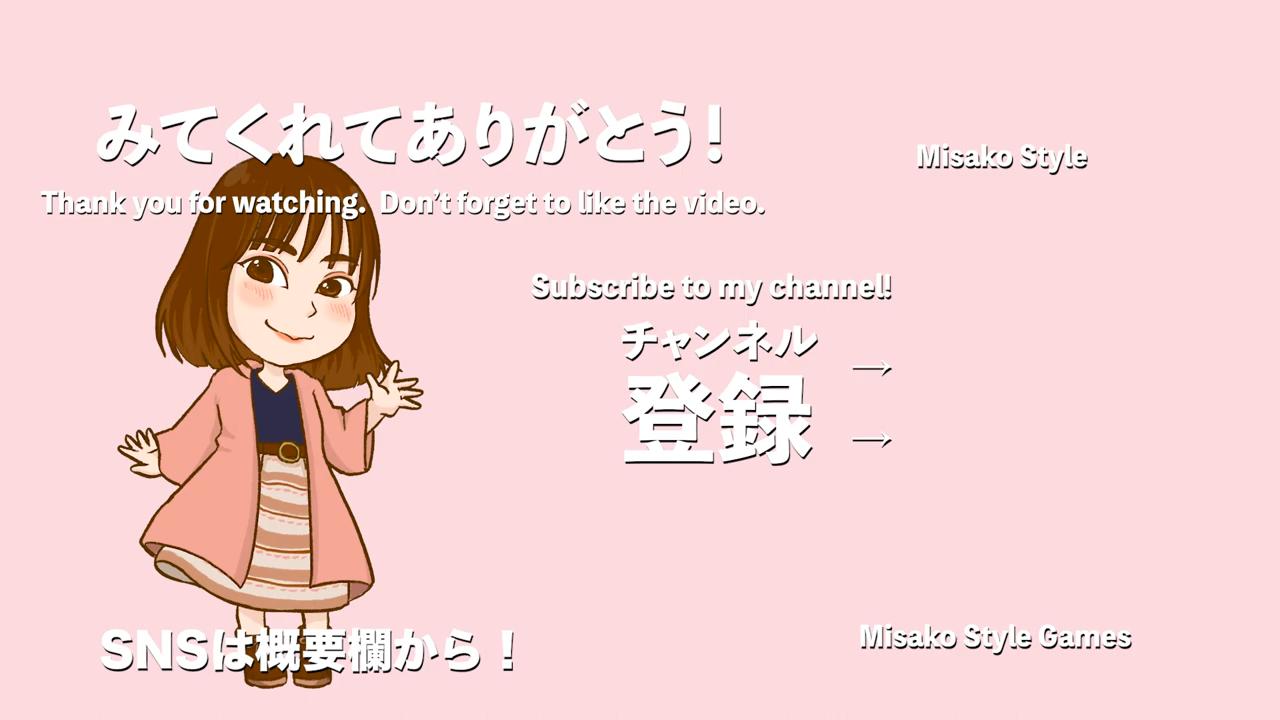 みてくれてありがとう!
Misako Style
Thank you for watching. Don't forget to like the video.
Subscribe to my channel!
チャンネル
登録
→
→
SNSは概要欄から！
Misako Style Games